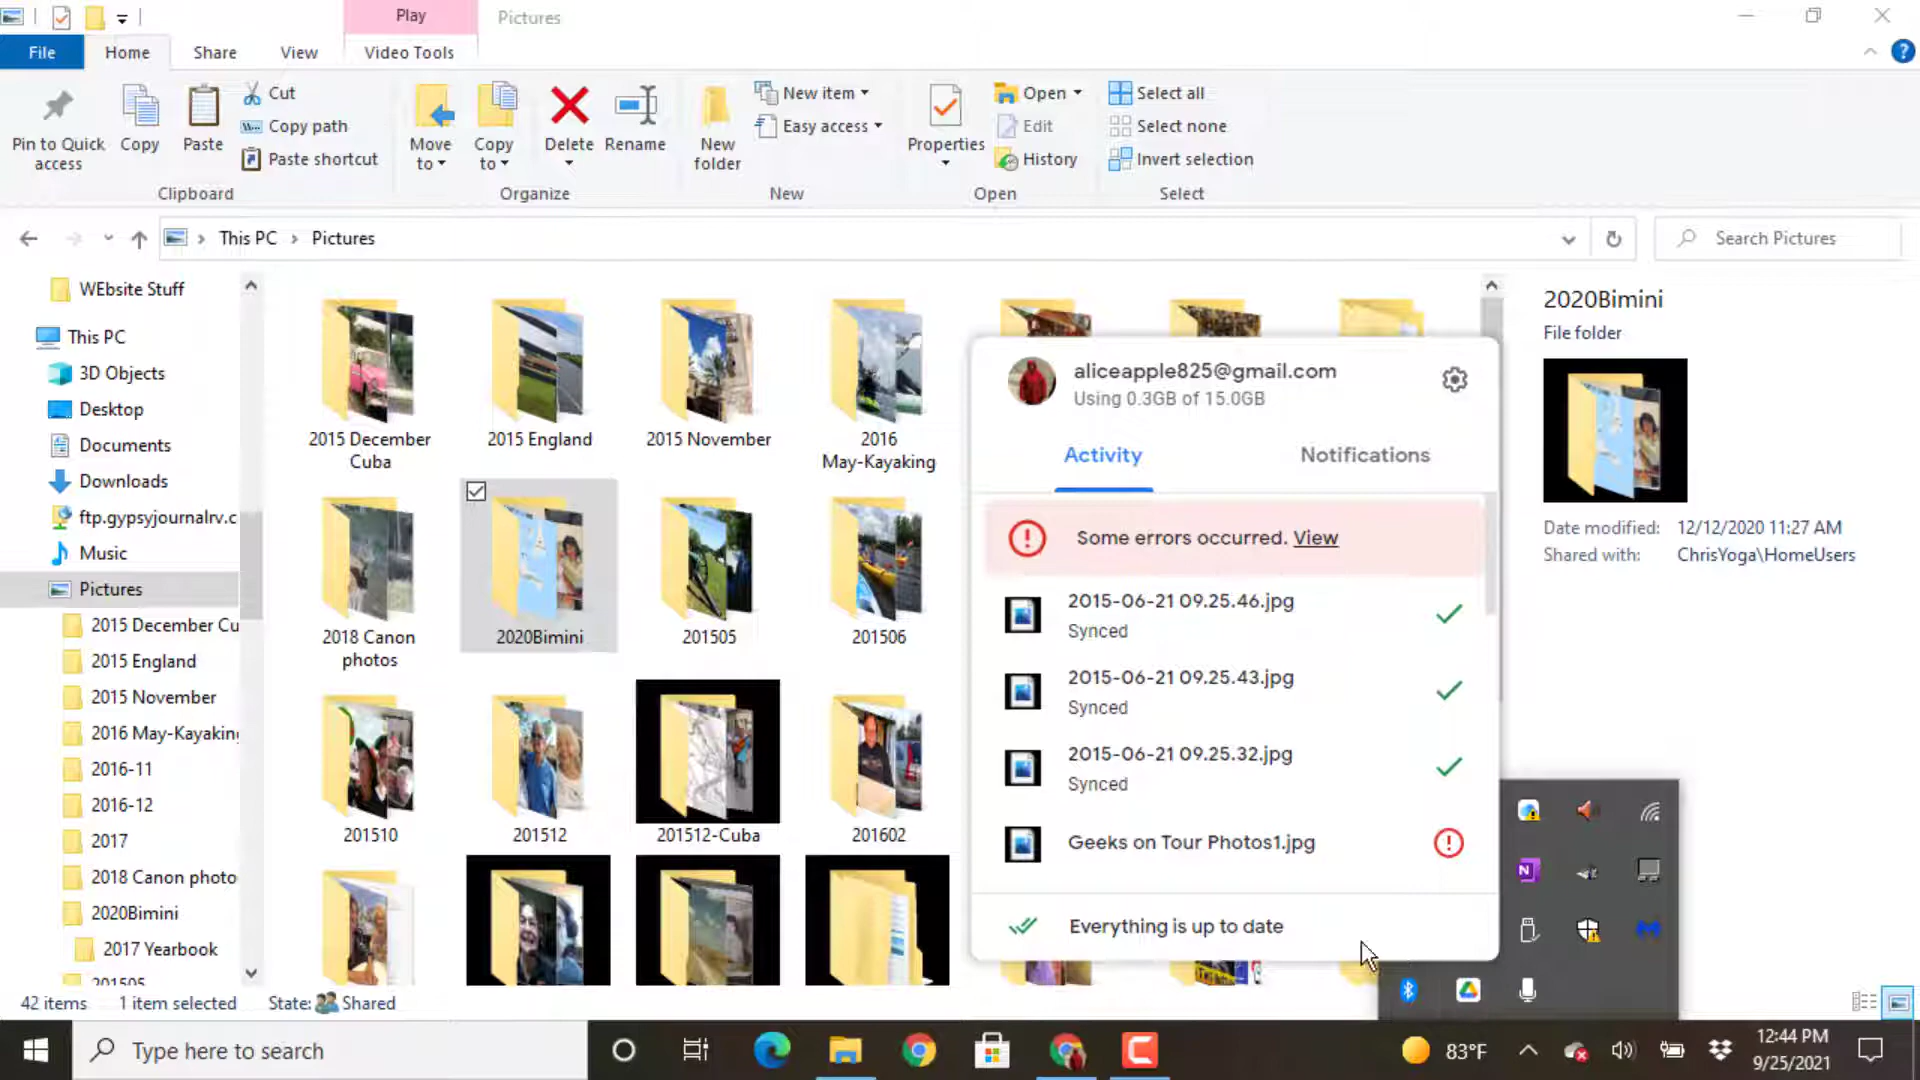 Play
Pictures
File
Home
Share
View
Video Tools
Pin to Quick
access
Copy
Paste
Cut
Copy path
Paste shortcut
Clipboard
Move
to
Copy
to
Delete
Rename
Organize
New
folder
New item
Easy access
New
Properties
Open
Edit
History
Open
Select all
Select none
Invert selection
Select
This PC
Pictures
Search Pictures
WEbsite Stuff
This PC
3D Objects
Desktop
Documents
Downloads
ftp.gypsyjournalrv.c
Music
Pictures
2015 December Cu
2015 England
2015 November
2016 May-Kayaking
2016-11
2016-12
2017
2018 Canon photo
2020Bimini
2017 Yearbook
201505
2015 December
Cuba
2015 England
2015 November
2016
May-Kayaking
2018 Canon
photos
2020Bimini
201505
201506
201510
201512
201512-Cuba
201602
aliceapple825@gmail.com
Using 0.3GB of 15.0GB
Activity
Notifications
Some errors occurred. View
2015-06-21 09.25.46.jpg
Synced
2015-06-21 09.25.43.jpg
Synced
2015-06-21 09.25.32.jpg
Synced
Geeks on Tour Photos1.jpg
Everything is up to date
2020Bimini
File folder
Date modified: 12/12/2020 11:27 AM
Shared with: ChrisYoga\HomeUsers
42 items
1 item selected
State: Shared
Type here to search
83°F
12:44 PM
9/25/2021